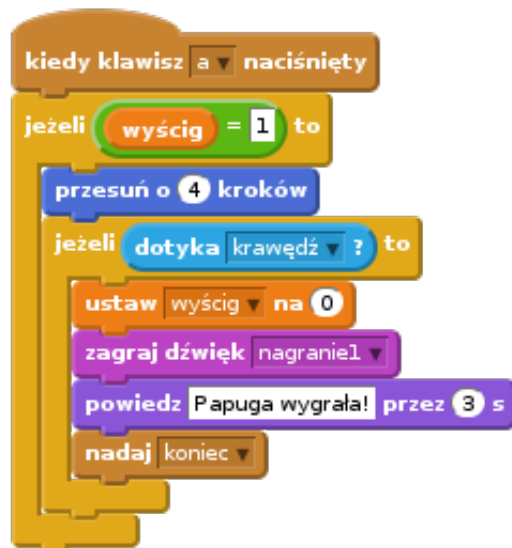 kiedy klawisz a naciśnięty
jeżeli wyścig = 1 to
przesuń o 4 kroków
jeżeli dotyka krawędź ? to
ustaw wyścig na 0
zagraj dźwięk nagranie1
powiedz Papuga wygrała! przez 3 s
nadaj koniec